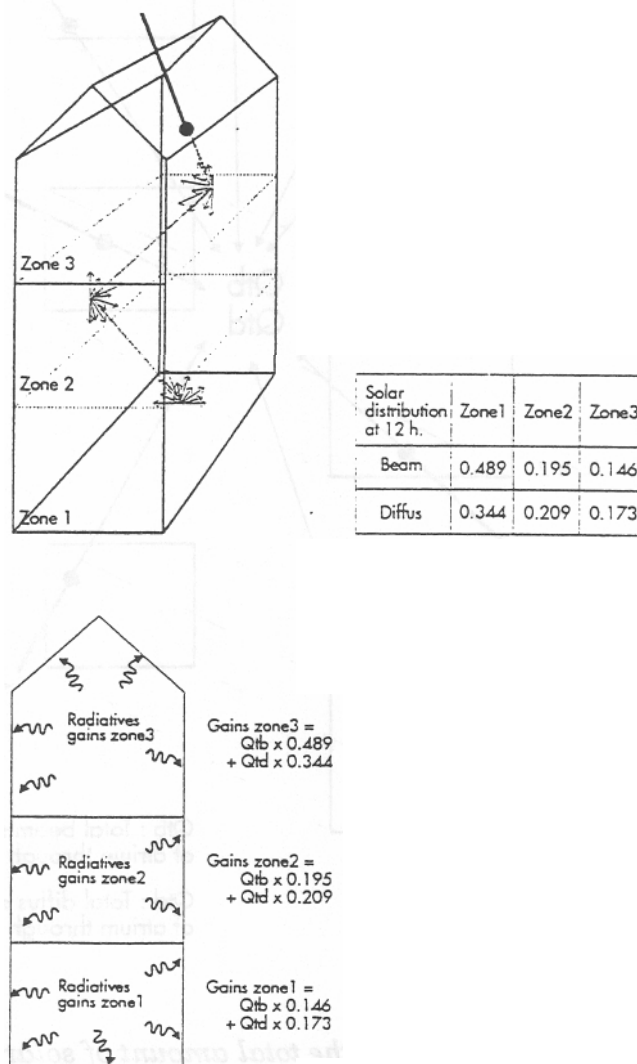 Zone 3
Zone 2
Zone 1
Solar
distribution
at 12 h.
Zone1
Zone2
Zone3
Beam
0.489
0.195
0.146
Diffus
0.344
0.209
0.173
Radiatives
gains zone3
Gains zone3 =
Qtb x 0.489
+ Qtd x 0.344
Radiatives
gains zone2
Gains zone2 =
Qtb x 0.195
+ Qtd x 0.209
Radiatives
gains zone1
Gains zone1 =
Qtb x 0.146
+ Qtd x 0.173